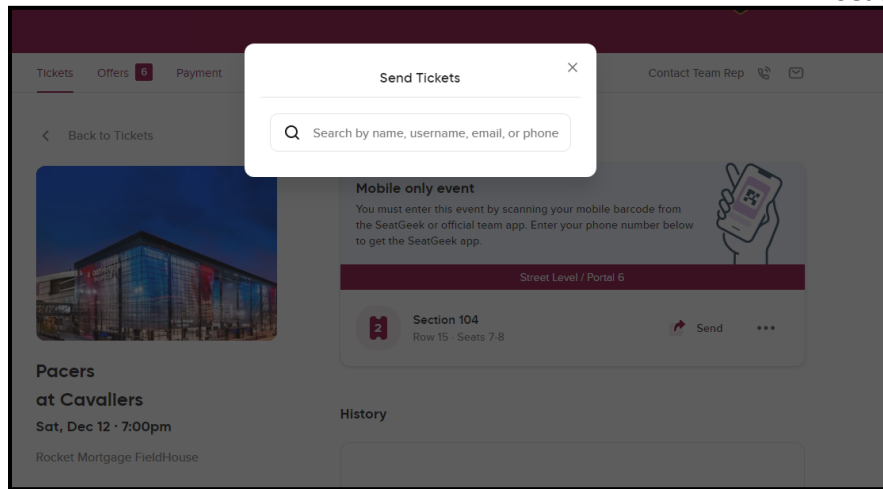 Tickets
Offers 6
Payment
Contact Team Rep
Send Tickets
Search by name, username, email, or phone
Back to Tickets
Mobile only event
You must enter this event by scanning your mobile barcode from
the SeatGeek or official team app. Enter your phone number below
to get the SeatGeek app.
Street Level / Portal 6
2
Section 104
Row 15 · Seats 7-8
Send
Pacers
at Cavaliers
Sat, Dec 12 · 7:00pm
Rocket Mortgage FieldHouse
History